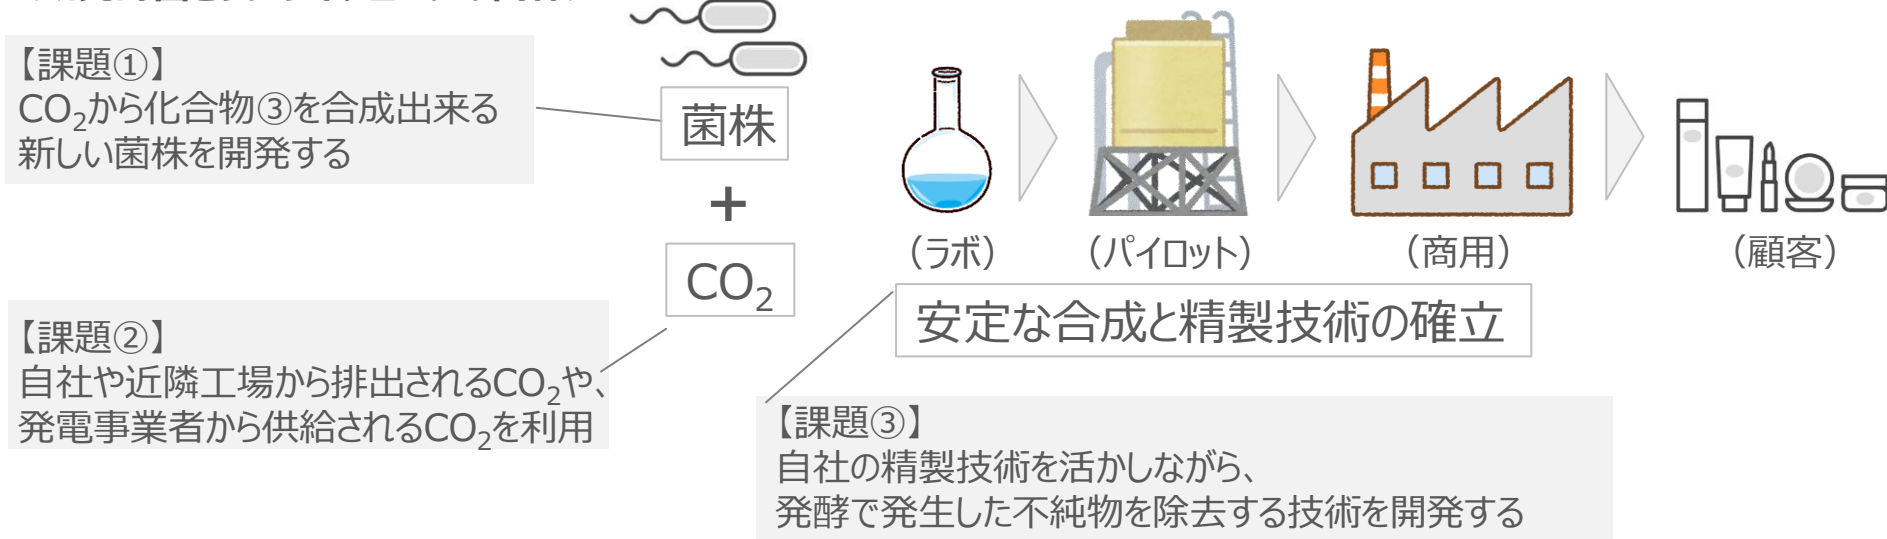 【課題①】
CO₂から化合物③を合成出来る
新しい菌株を開発する
菌株
+
CO₂
【課題②】
自社や近隣工場から排出されるCO₂や、
発電事業者から供給されるCO₂を利用
（ラボ）
（パイロット）
（商用）
（顧客）
安定な合成と精製技術の確立
【課題③】
自社の精製技術を活かしながら、
発酵で発生した不純物を除去する技術を開発する